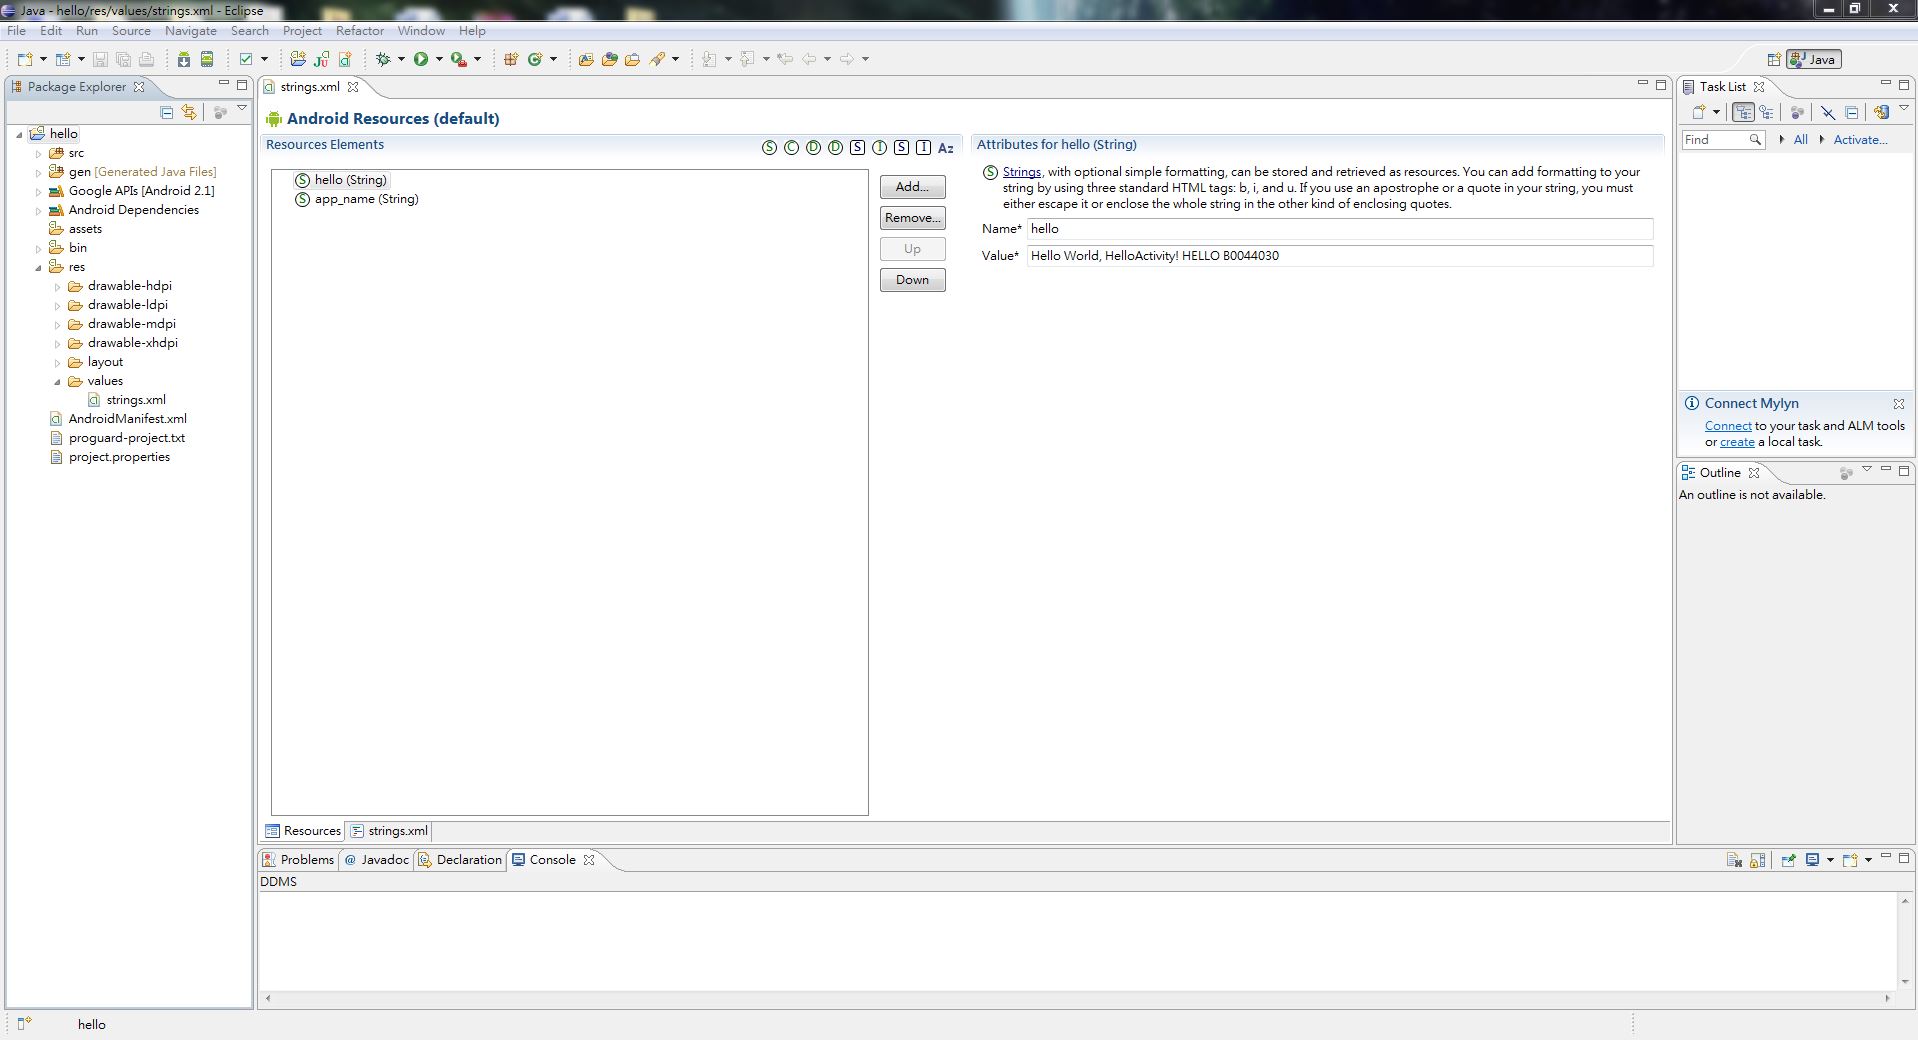 Java - hello/res/values/strings.xml - Eclipse
File Edit Run Source Navigate Search Project Refactor Window Help
Java
Package Explorer
hello
src
gen [Generated Java Files]
Google APIs [Android 2.1]
Android Dependencies
assets
bin
res
drawable-hdpi
drawable-ldpi
drawable-mdpi
drawable-xhdpi
layout
values
strings.xml
AndroidManifest.xml
proguard-project.txt
project.properties
strings.xml
Android Resources (default)
Resources Elements
S C D D S I S I Az
S hello (String)
S app_name (String)
Add...
Remove...
Up
Down
Attributes for hello (String)
S Strings, with optional simple formatting, can be stored and retrieved as resources. You can add formatting to your
string by using three standard HTML tags: b, i, and u. If you use an apostrophe or a quote in your string, you must
either escape it or enclose the whole string in the other kind of enclosing quotes.
Name* hello
Value* Hello World, HelloActivity! HELLO B0044030
Resources strings.xml
Problems @ Javadoc Declaration Console
DDMS
Task List
Find All Activate...
Connect Mylyn
Connect to your task and ALM tools
or create a local task.
Outline
An outline is not available.
hello